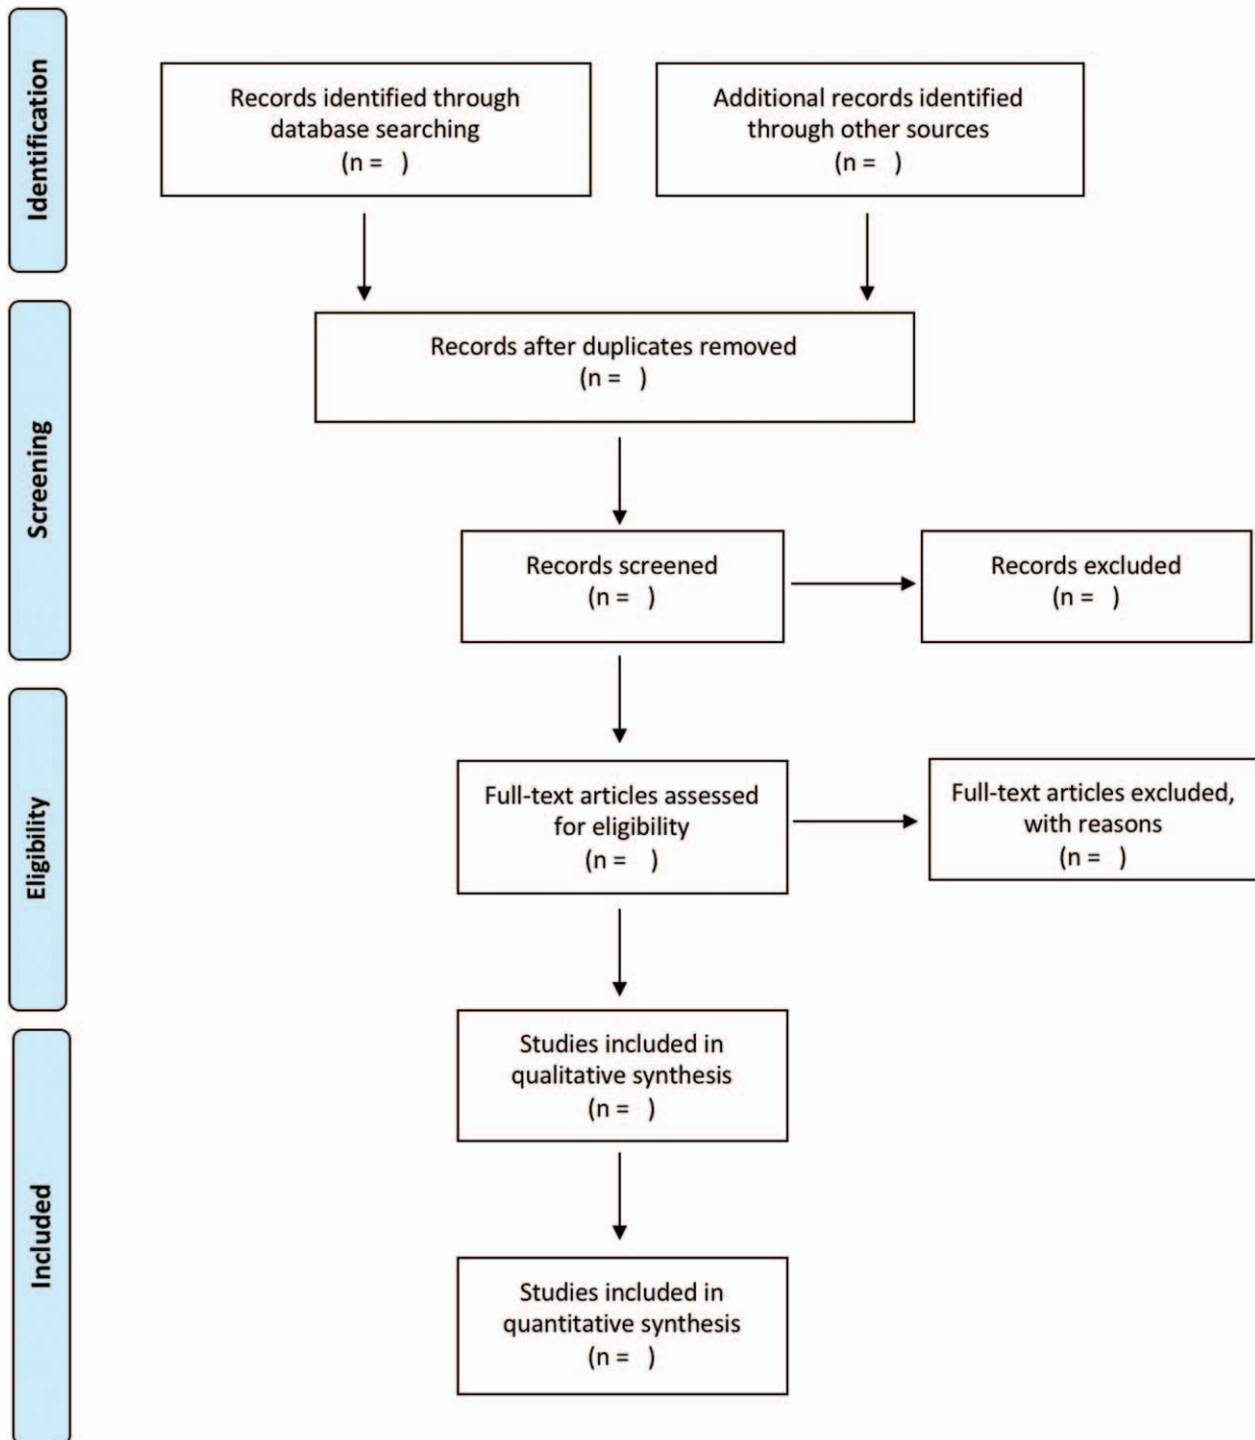 Identification
Records identified through
database searching
(n =   )
Additional records identified
through other sources
(n =   )
Screening
Records after duplicates removed
(n =   )
Records screened
(n =   )
Records excluded
(n =   )
Eligibility
Full-text articles assessed
for eligibility
(n =   )
Full-text articles excluded,
with reasons
(n =   )
Included
Studies included in
qualitative synthesis
(n =   )
Studies included in
quantitative synthesis
(n =   )